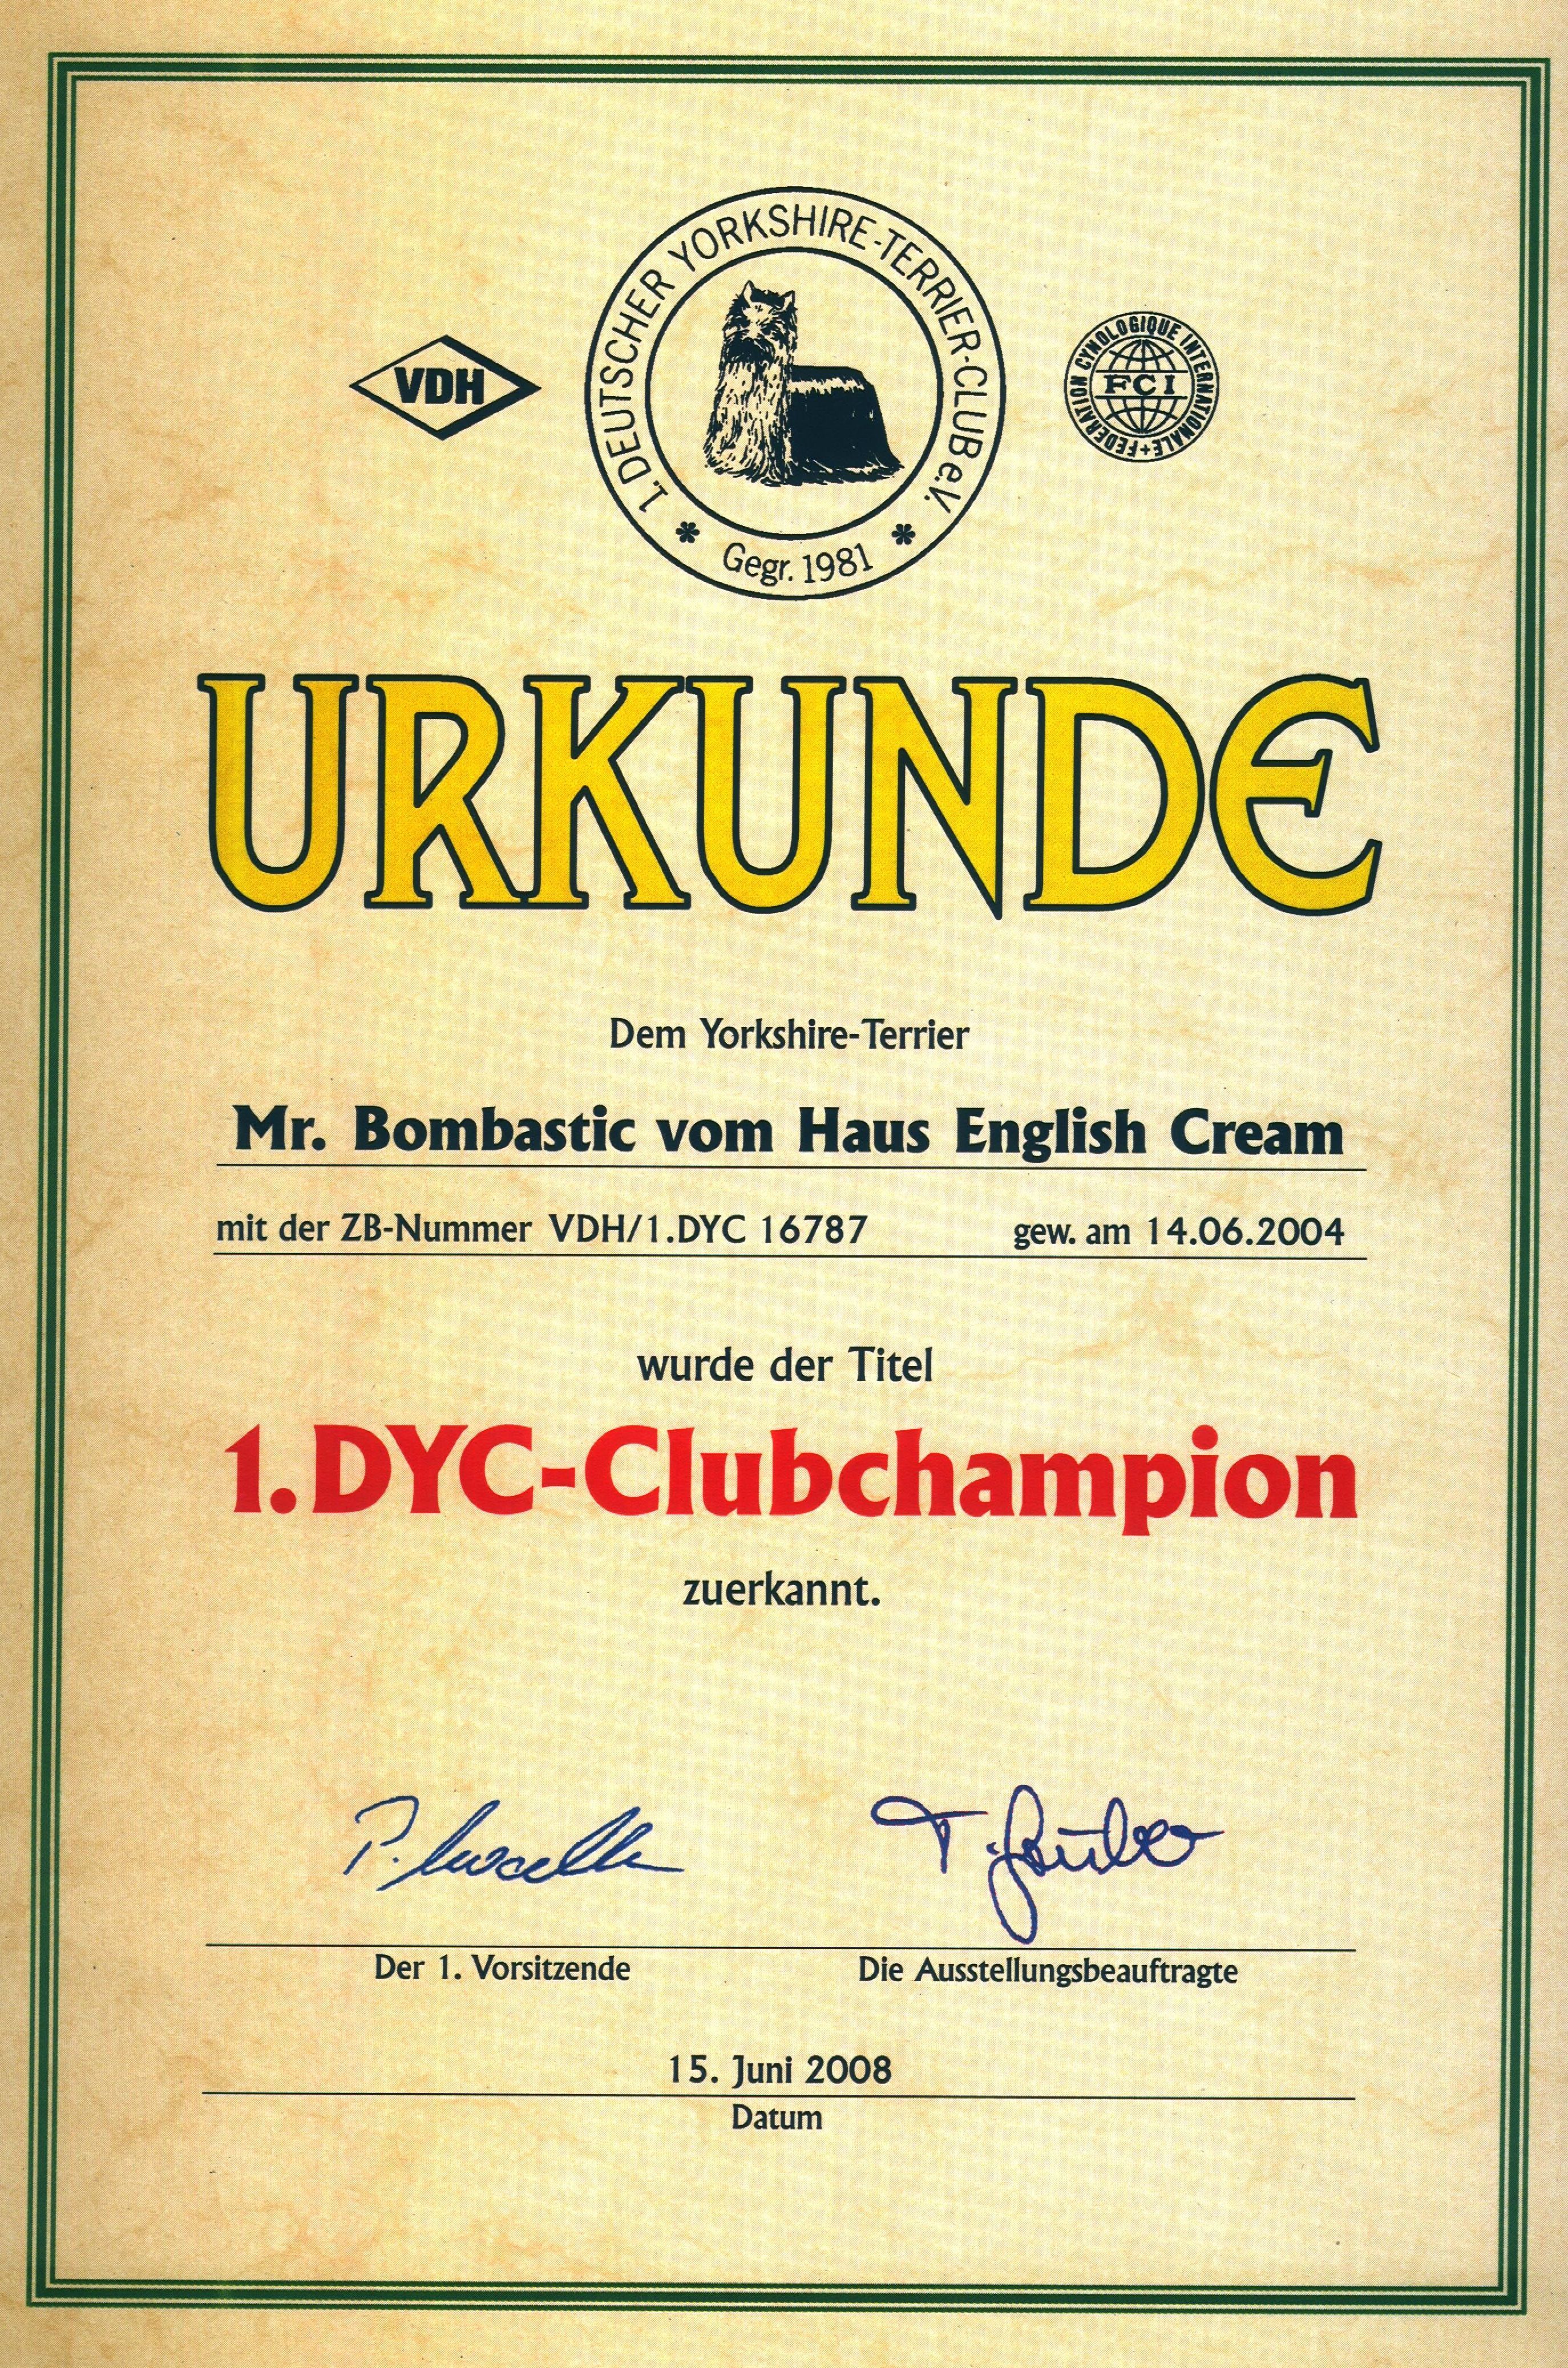 1. DEUTSCHER YORKSHIRE-TERRIER-CLUB e.V.
Gegr. 1981
VDH
FEDERATION CYNOLOGIQUE INTERNATIONALE
FCI
URKUNDE
Dem Yorkshire-Terrier
Mr. Bombastic vom Haus English Cream
mit der ZB-Nummer VDH/1.DYC 16787 gew. am 14.06.2004
wurde der Titel
1.DYC-Clubchampion
zuerkannt.
Der 1. Vorsitzende Die Ausstellungsbeauftragte
15. Juni 2008
Datum